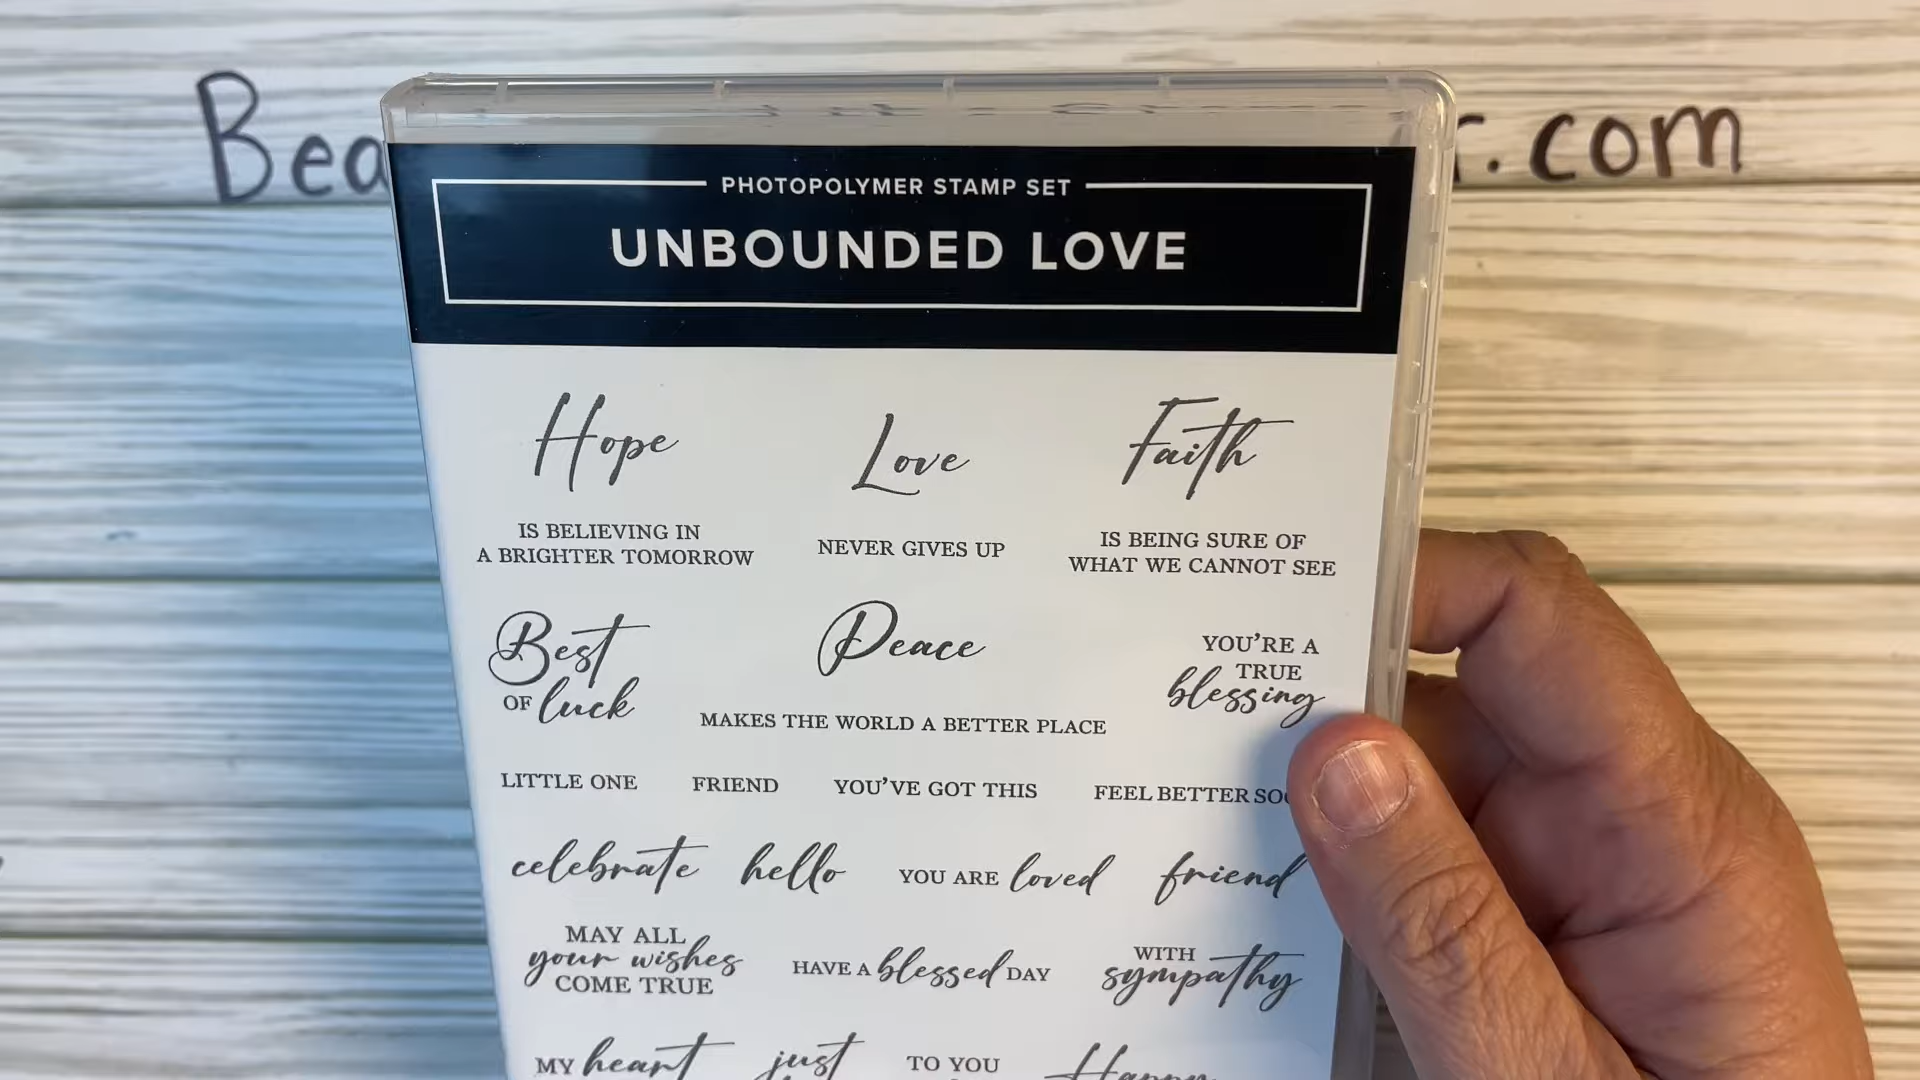 Bea
r.com
PHOTOPOLYMER STAMP SET
UNBOUNDED LOVE
Hope
Love
Faith
IS BELIEVING IN
A BRIGHTER TOMORROW
NEVER GIVES UP
IS BEING SURE OF
WHAT WE CANNOT SEE
Best
OF luck
Peace
MAKES THE WORLD A BETTER PLACE
YOU'RE A
TRUE
blessing
LITTLE ONE
FRIEND
YOU'VE GOT THIS
FEEL BETTER
celebrate
hello
YOU ARE loved
friend
MAY ALL
your wishes
COME TRUE
HAVE A blessed DAY
WITH
sympathy
MY heart
just
TO YOU
Happy